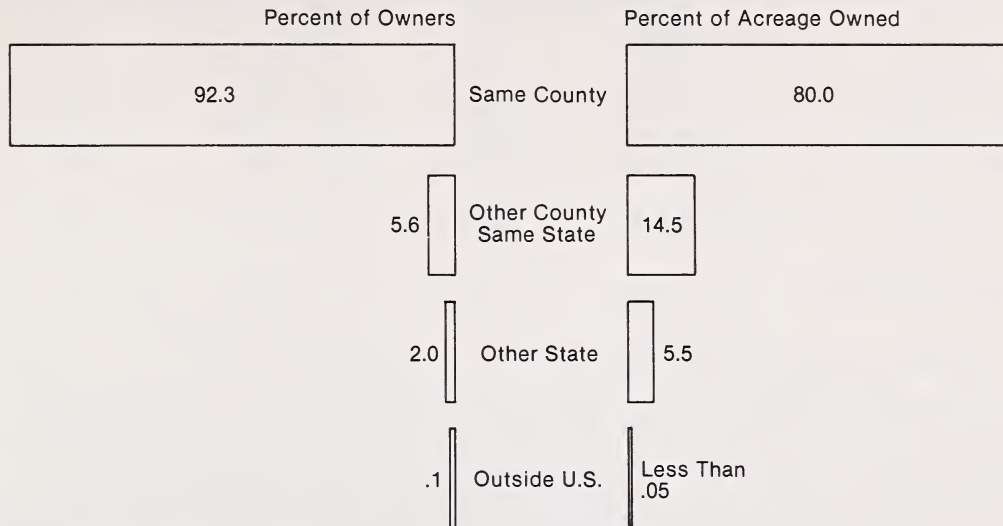 Percent of Owners
Percent of Acreage Owned
92.3
Same County
80.0
5.6
Other County
Same State
14.5
2.0
Other State
5.5
.1
Outside U.S.
Less Than
.05